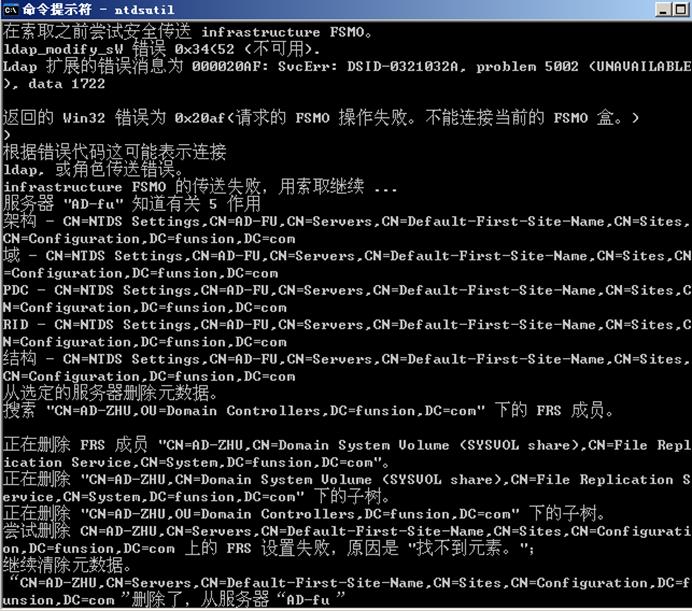 命令提示符 - ntdsutil
在索取之前尝试安全传送 infrastructure FSMO。
ldap_modify_sW 错误 0x34(52 (不可用).
Ldap 扩展的错误消息为 000020AF: SvcErr: DSID-0321032A, problem 5002 (UNAVAILABLE
), data 1722
返回的 Win32 错误为 0x20af(请求的 FSMO 操作失败。不能连接当前的 FSMO 盒。)
)
根据错误代码这可能表示连接
ldap, 或角色传送错误。
infrastructure FSMO 的传送失败, 用索取继续 ...
服务器 "AD-fu" 知道有关 5 作用
架构 - CN=NTDS Settings,CN=AD-FU,CN=Servers,CN=Default-First-Site-Name,CN=Sites,
CN=Configuration,DC=funsion,DC=com
域 - CN=NTDS Settings,CN=AD-FU,CN=Servers,CN=Default-First-Site-Name,CN=Sites,CN
=Configuration,DC=funsion,DC=com
PDC - CN=NTDS Settings,CN=AD-FU,CN=Servers,CN=Default-First-Site-Name,CN=Sites,C
N=Configuration,DC=funsion,DC=com
RID - CN=NTDS Settings,CN=AD-FU,CN=Servers,CN=Default-First-Site-Name,CN=Sites,C
N=Configuration,DC=funsion,DC=com
结构 - CN=NTDS Settings,CN=AD-FU,CN=Servers,CN=Default-First-Site-Name,CN=Sites,
CN=Configuration,DC=funsion,DC=com
从选定的服务器删除元数据。
搜索 "CN=AD-ZHU,OU=Domain Controllers,DC=funsion,DC=com" 下的 FRS 成员。
正在删除 FRS 成员 "CN=AD-ZHU,CN=Domain System Volume (SYSVOL share),CN=File Repl
ication Service,CN=System,DC=funsion,DC=com"。
正在删除 "CN=AD-ZHU,CN=Domain System Volume (SYSVOL share),CN=File Replication S
ervice,CN=System,DC=funsion,DC=com" 下的子树。
正在删除 "CN=AD-ZHU,OU=Domain Controllers,DC=funsion,DC=com" 下的子树。
尝试删除 CN=AD-ZHU,CN=Servers,CN=Default-First-Site-Name,CN=Sites,CN=Configurati
on,DC=funsion,DC=com 上的 FRS 设置失败，原因是 "找不到元素。";
继续清除元数据。
“CN=AD-ZHU,CN=Servers,CN=Default-First-Site-Name,CN=Sites,CN=Configuration,DC=f
unsion,DC=com”删除了，从服务器“AD-fu ”